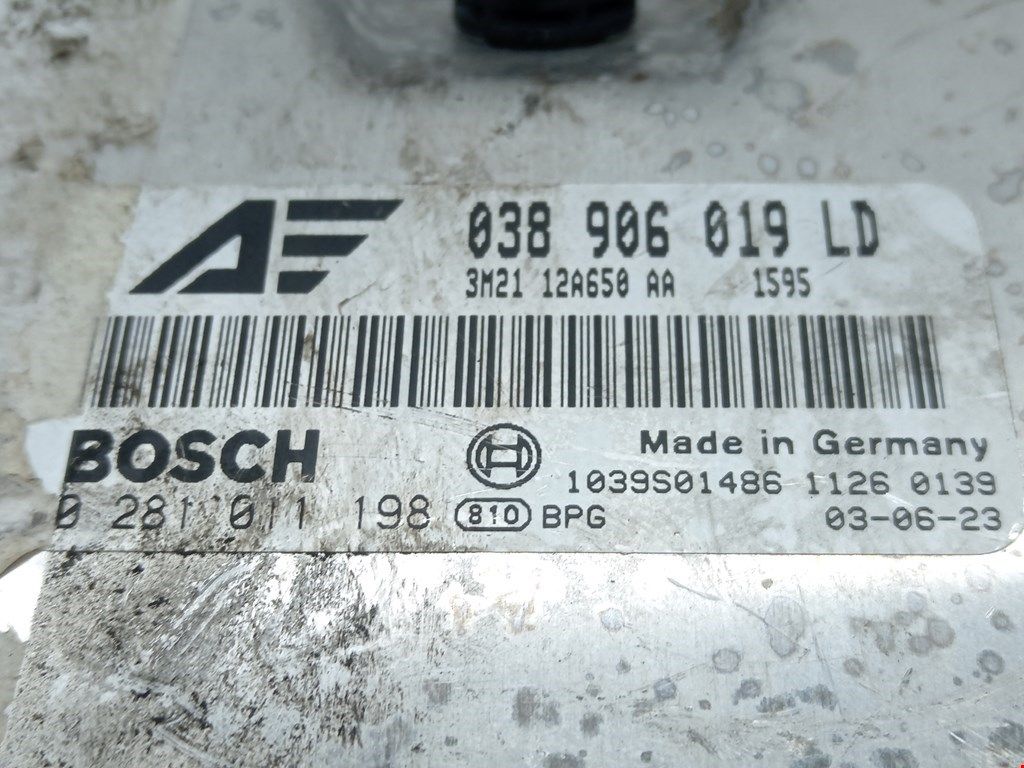 AF 038 906 019 LD
3M21 12A650 AA 1595
BOSCH Made in Germany
1039S01486 1126 0139
0 281 011 198 810 BPG 03-06-23